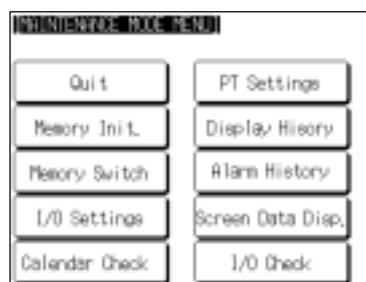 [MAINTENANCE MODE MENU]
Quit
PT Settings
Memory Init.
Display Hisory
Memory Switch
Alarm History
I/O Settings
Screen Data Disp.
Calendar Check
I/O Check